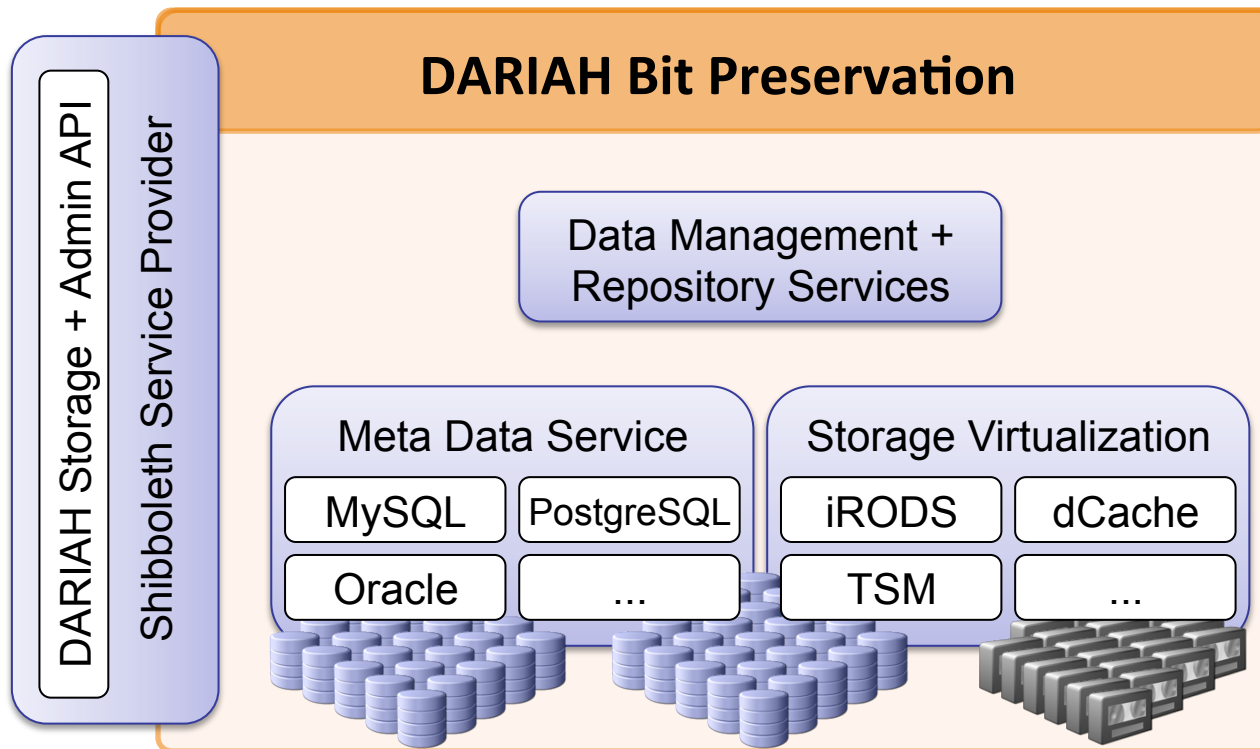 DARIAH Bit Preservation
DARIAH Storage + Admin API
Shibboleth Service Provider
Data Management +
Repository Services
Meta Data Service
MySQL
PostgreSQL
Oracle
...
Storage Virtualization
iRODS
dCache
TSM
...